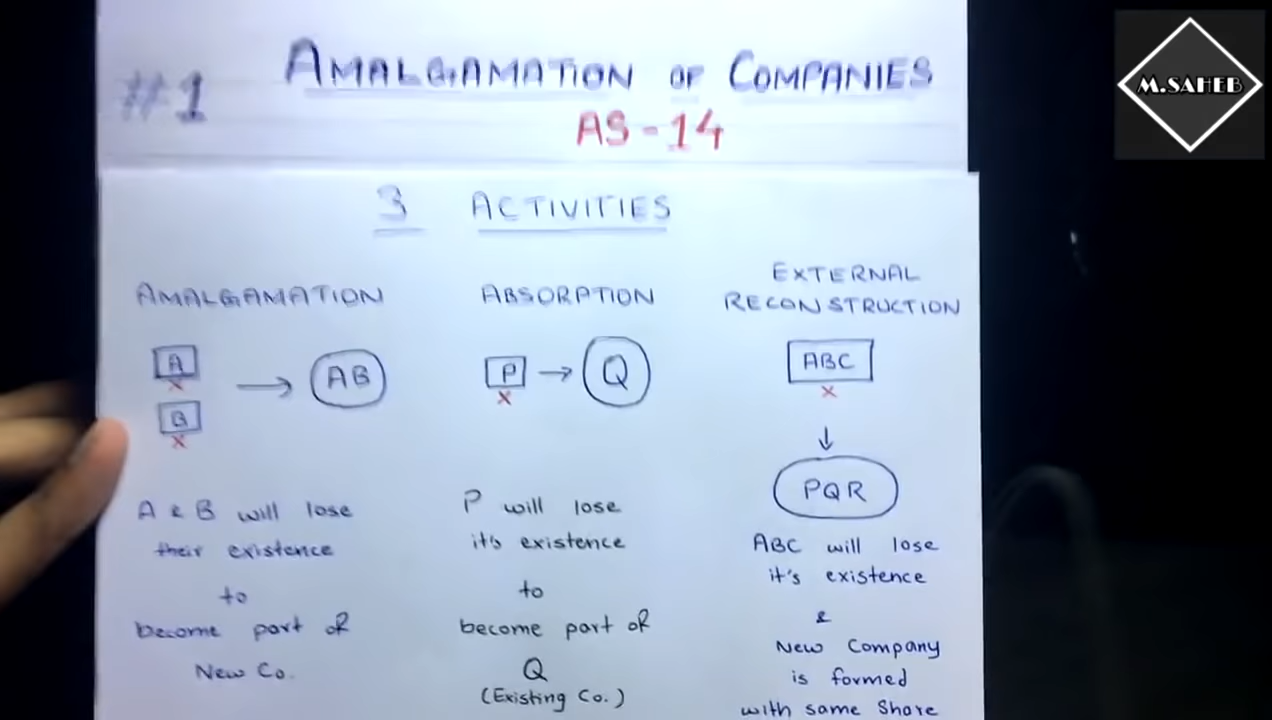 #1
AMALGAMATION OF COMPANIES
AS-14
M.SAHEB
3 ACTIVITIES
AMALGAMATION
A
x
B
x
AB
A & B will lose
their existence
to
become part of
New Co.
ABSORPTION
P
x
Q
P will lose
it's existence
to
become part of
Q
(Existing Co.)
EXTERNAL
RECONSTRUCTION
ABC
x
PQR
ABC will lose
it's existence
&
New Company
is formed
with same Share